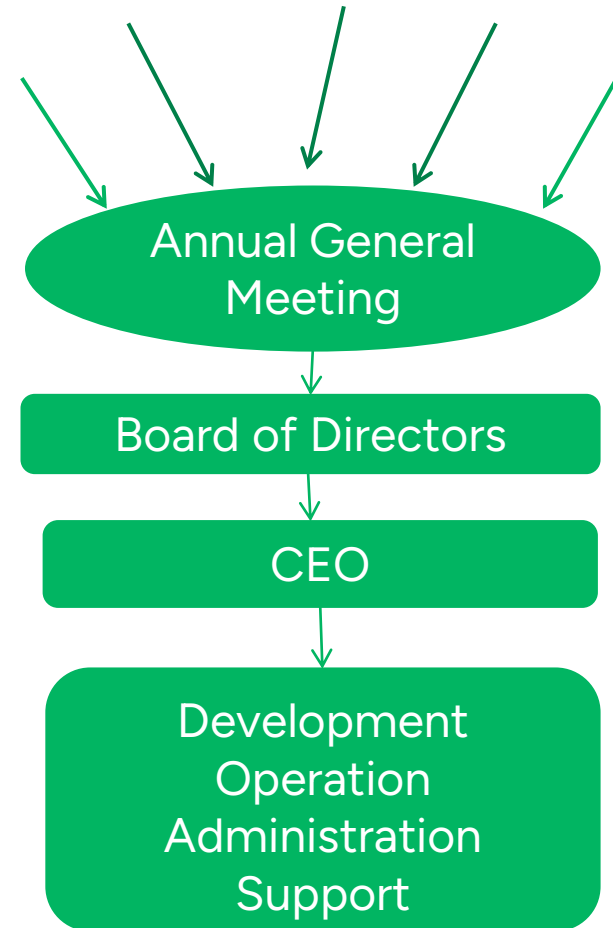 Annual General
Meeting
Board of Directors
CEO
Development
Operation
Administration
Support